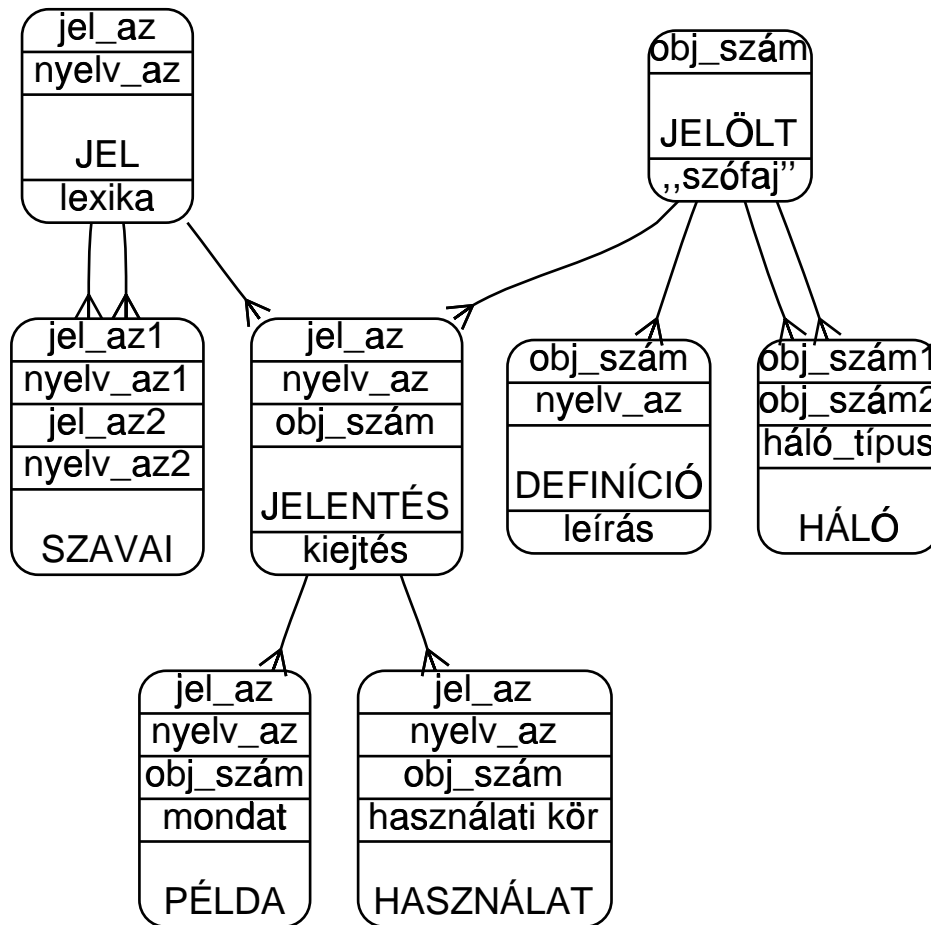 jel_az
nyelv_az
JEL
lexika
obj_szám
JELÖLT
,,szófaj''
jel_az1
nyelv_az1
jel_az2
nyelv_az2
SZAVAI
jel_az
nyelv_az
obj_szám
JELENTÉS
kiejtés
obj_szám
nyelv_az
DEFINÍCIÓ
leírás
obj_szám1
obj_szám2
háló_típus
HÁLÓ
jel_az
nyelv_az
obj_szám
mondat
PÉLDA
jel_az
nyelv_az
obj_szám
használati kör
HASZNÁLAT